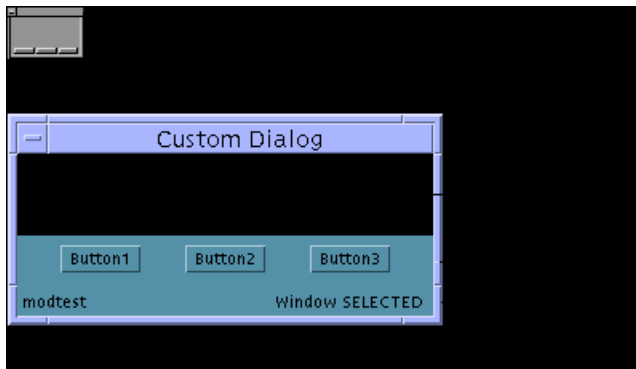 Custom Dialog
Button1 Button2 Button3
modtest Window SELECTED